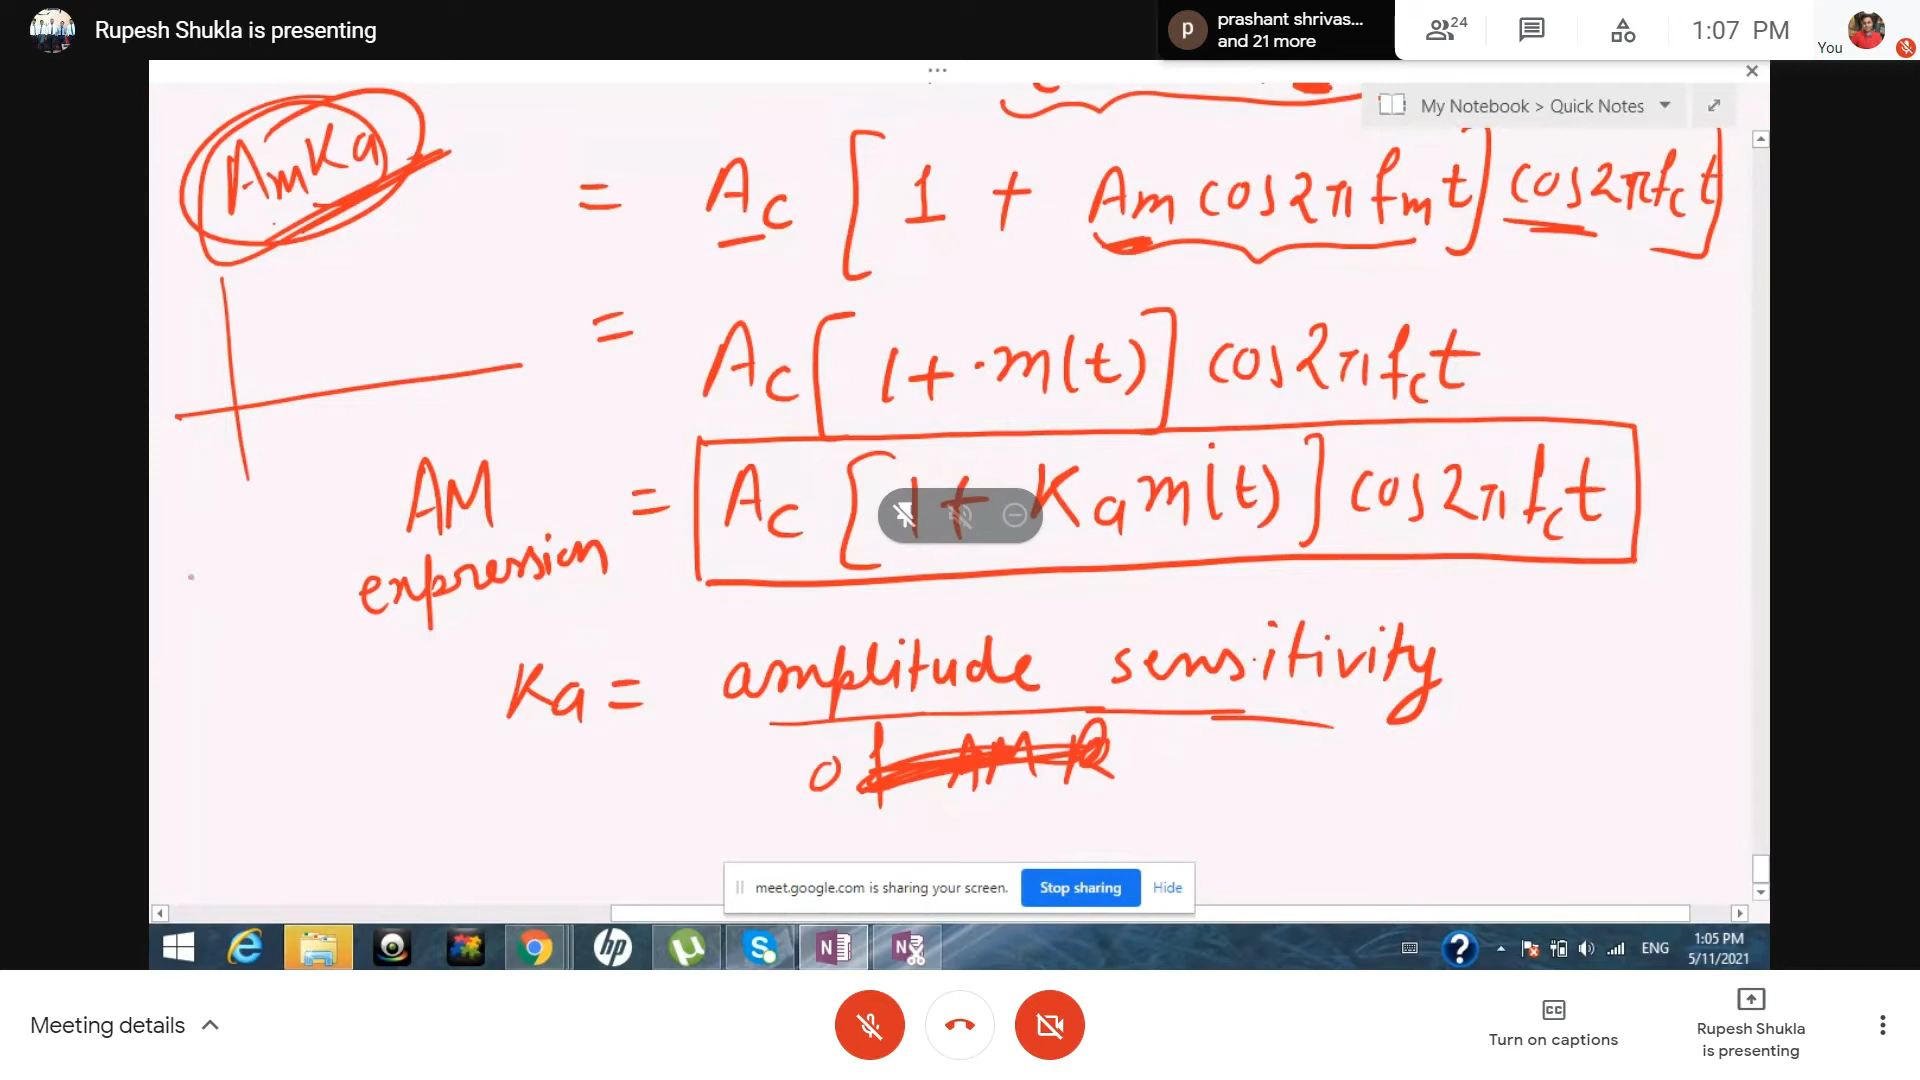 Rupesh Shukla is presenting
p
prashant shrivas...
and 21 more
24
1:07 PM
You
My Notebook > Quick Notes
AmKa
= Ac [ 1 + Am cos2πfmt] cos2πfct]
= Ac [ 1+ m(t)] cos2πfct
AM
expression
= Ac [ 1+ Kam(t)] cos2πfct
Ka = amplitude sensitivity
of AM
meet.google.com is sharing your screen.
Stop sharing
Hide
hp
ENG
1:05 PM
5/11/2021
Meeting details
CC
Turn on captions
Rupesh Shukla
is presenting